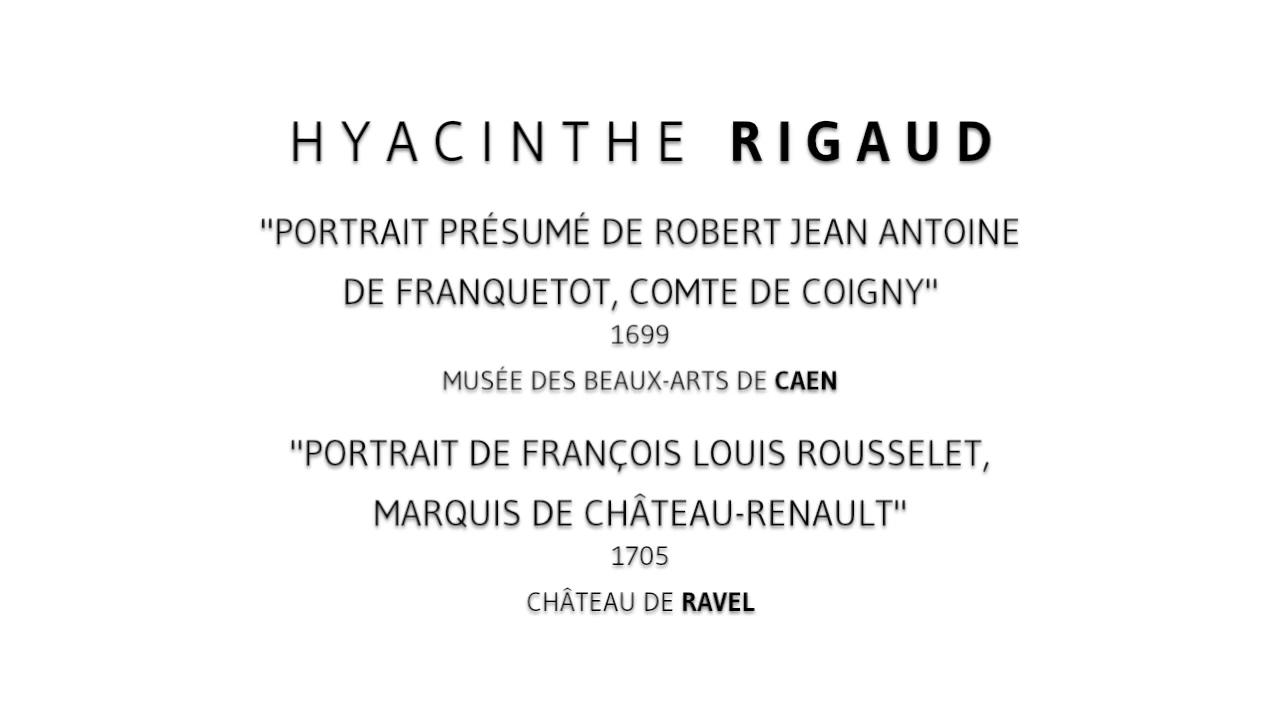 HYACINTHE RIGAUD
"PORTRAIT PRÉSUMÉ DE ROBERT JEAN ANTOINE
DE FRANQUETOT, COMTE DE COIGNY"
1699
MUSÉE DES BEAUX-ARTS DE CAEN
"PORTRAIT DE FRANÇOIS LOUIS ROUSSELET,
MARQUIS DE CHÂTEAU-RENAULT"
1705
CHÂTEAU DE RAVEL